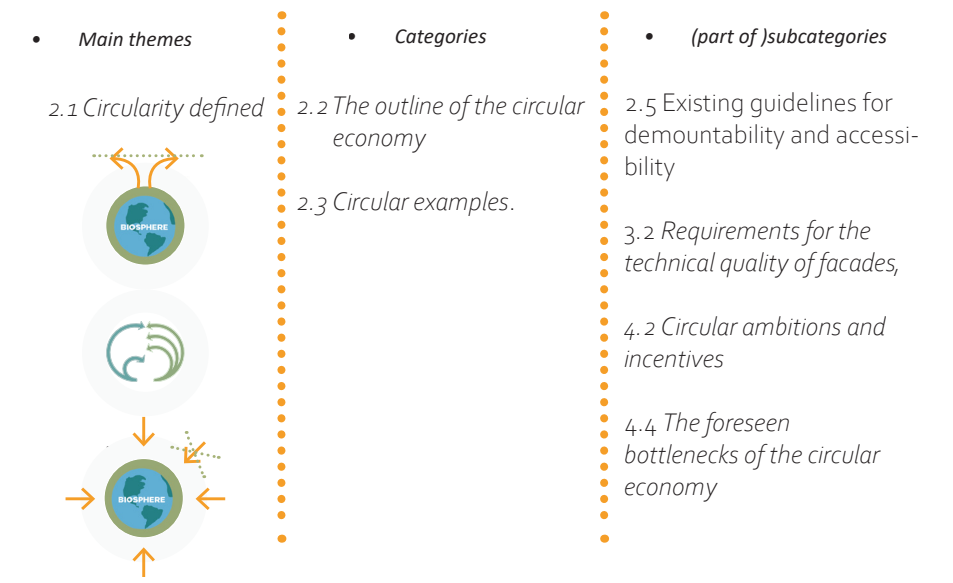 • Main themes
2.1 Circularity defined
BIOSPHERE
BIOSPHERE
• Categories
2.2 The outline of the circular
economy
2.3 Circular examples.
• (part of )subcategories
2.5 Existing guidelines for
demountability and accessi-
bility
3.2 Requirements for the
technical quality of facades,
4.2 Circular ambitions and
incentives
4.4 The foreseen
bottlenecks of the circular
economy